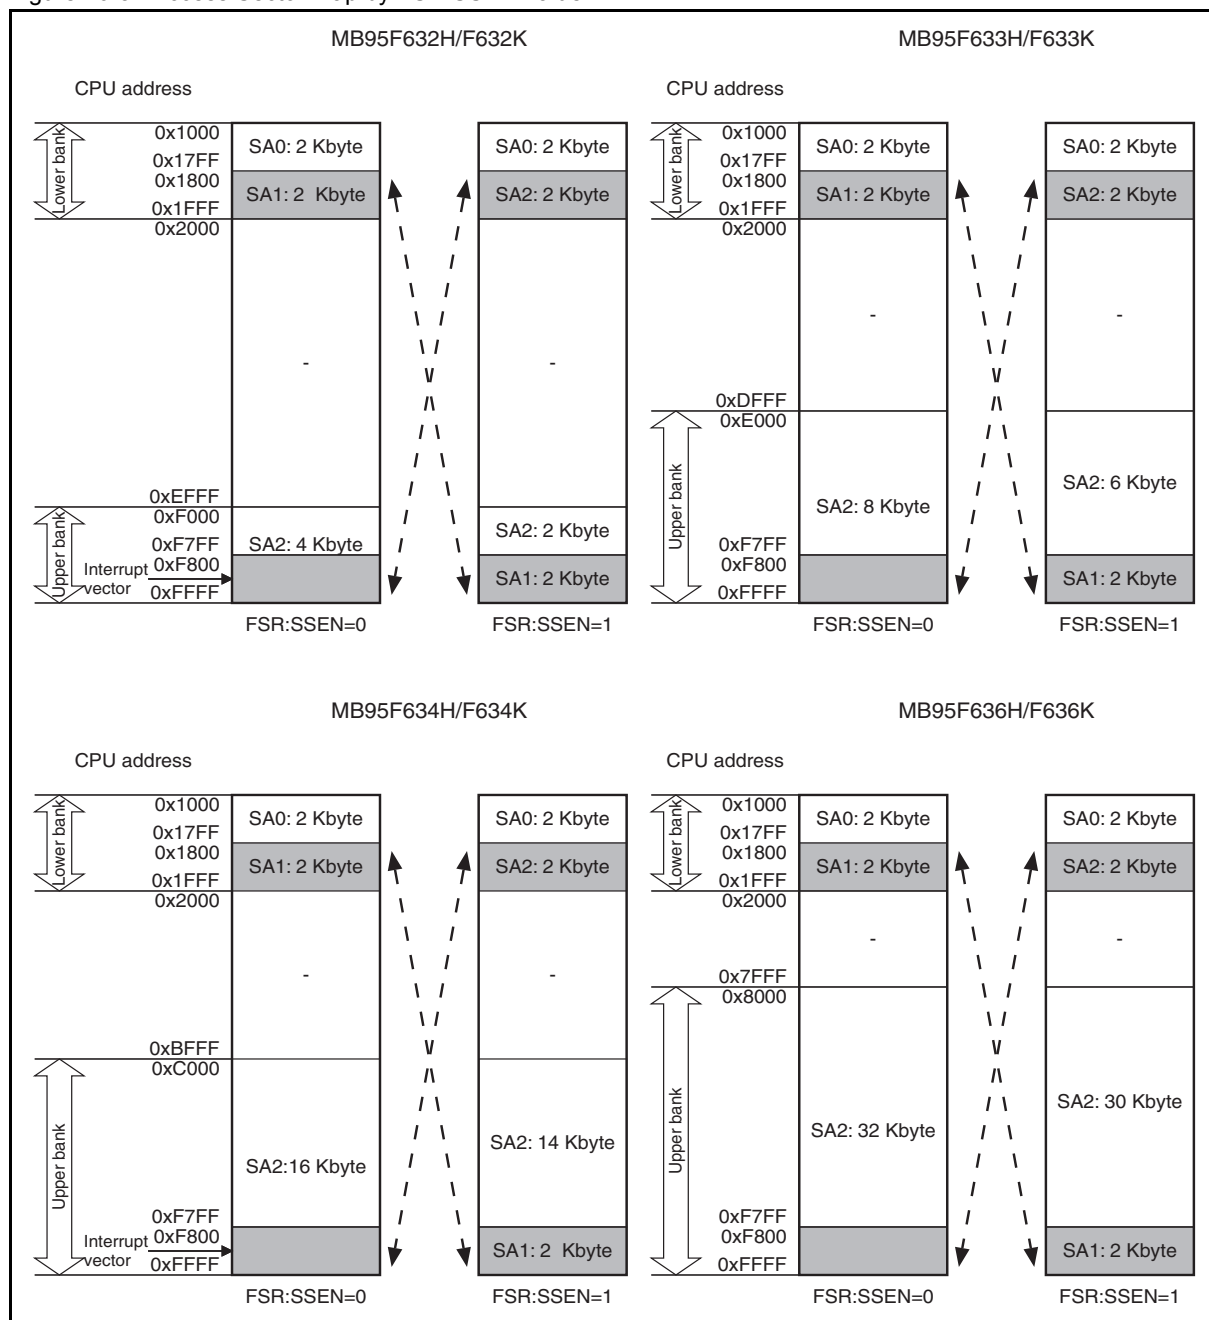 MB95F632H/F632K
CPU address
Lower bank
0x1000
0x17FF
0x1800
0x1FFF
0x2000
0xEFFF
0xF000
0xF7FF
0xF800
0xFFFF
Upper bank
Interrupt
vector
SA0: 2 Kbyte
SA1: 2 Kbyte
-
SA2: 4 Kbyte
FSR:SSEN=0
SA0: 2 Kbyte
SA2: 2 Kbyte
-
SA2: 2 Kbyte
SA1: 2 Kbyte
FSR:SSEN=1
MB95F633H/F633K
CPU address
Lower bank
0x1000
0x17FF
0x1800
0x1FFF
0x2000
0xDFFF
0xE000
0xF7FF
0xF800
0xFFFF
Upper bank
SA0: 2 Kbyte
SA1: 2 Kbyte
-
SA2: 8 Kbyte
FSR:SSEN=0
SA0: 2 Kbyte
SA2: 2 Kbyte
-
SA2: 6 Kbyte
SA1: 2 Kbyte
FSR:SSEN=1
MB95F634H/F634K
CPU address
Lower bank
0x1000
0x17FF
0x1800
0x1FFF
0x2000
0xBFFF
0xC000
0xF7FF
0xF800
0xFFFF
Upper bank
Interrupt
vector
SA0: 2 Kbyte
SA1: 2 Kbyte
-
SA2:16 Kbyte
FSR:SSEN=0
SA0: 2 Kbyte
SA2: 2 Kbyte
-
SA2: 14 Kbyte
SA1: 2 Kbyte
FSR:SSEN=1
MB95F636H/F636K
CPU address
Lower bank
0x1000
0x17FF
0x1800
0x1FFF
0x2000
0x7FFF
0x8000
0xF7FF
0xF800
0xFFFF
Upper bank
SA0: 2 Kbyte
SA1: 2 Kbyte
-
SA2: 32 Kbyte
FSR:SSEN=0
SA0: 2 Kbyte
SA2: 2 Kbyte
-
SA2: 30 Kbyte
SA1: 2 Kbyte
FSR:SSEN=1